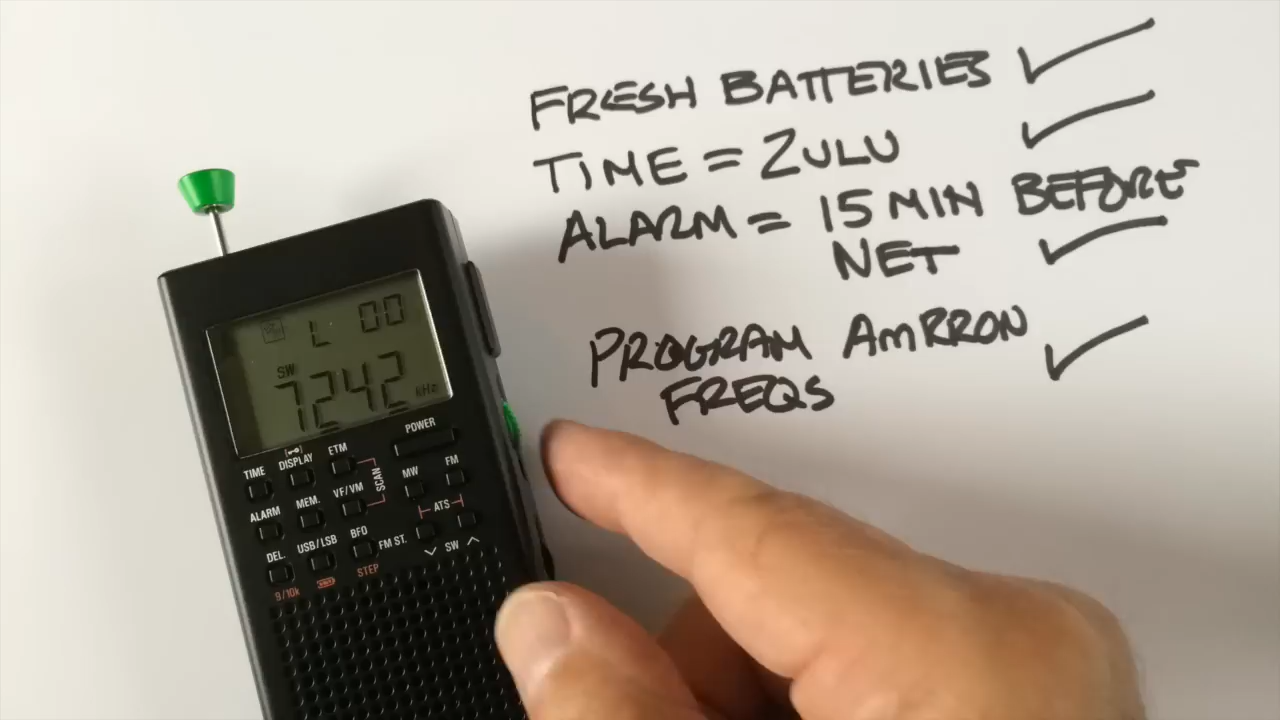 FRESH BATTERIES
TIME = ZULU
ALARM = 15 MIN BEFORE
NET
PROGRAM AmRRON
FREQS
L 00
SW
7242 kHz
POWER
TIME DISPLAY ETM
SCAN
MW FM
ALARM MEM. VF/VM
ATS
DEL. USB/LSB BFO FM ST.
SW
9/10k STEP